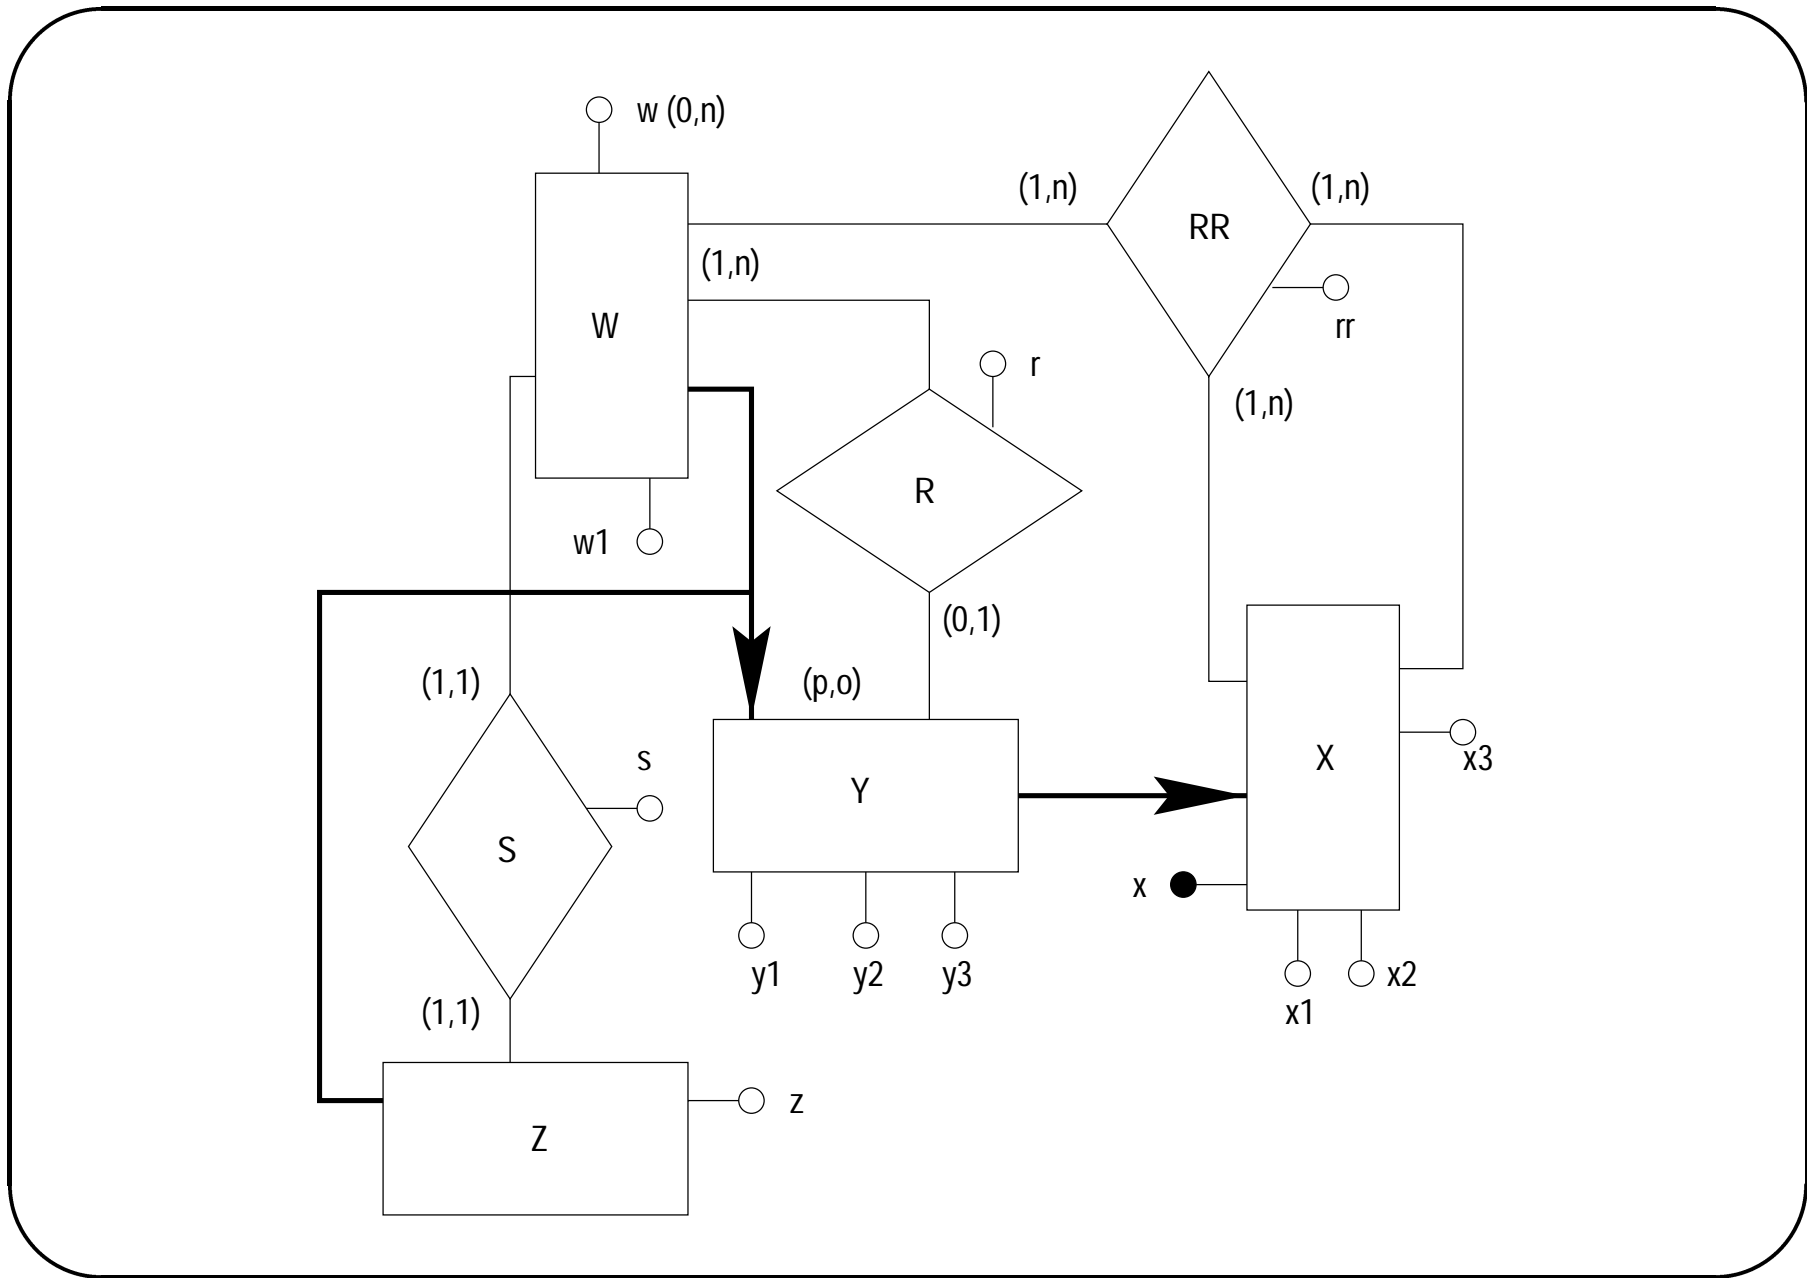 w (0,n)
(1,n)
(1,n)
RR
(1,n)
W
rr
r
(1,n)
R
w1
(0,1)
(1,1)
(p,o)
s
X
x3
Y
S
x
y1
y2
y3
x2
(1,1)
x1
z
Z